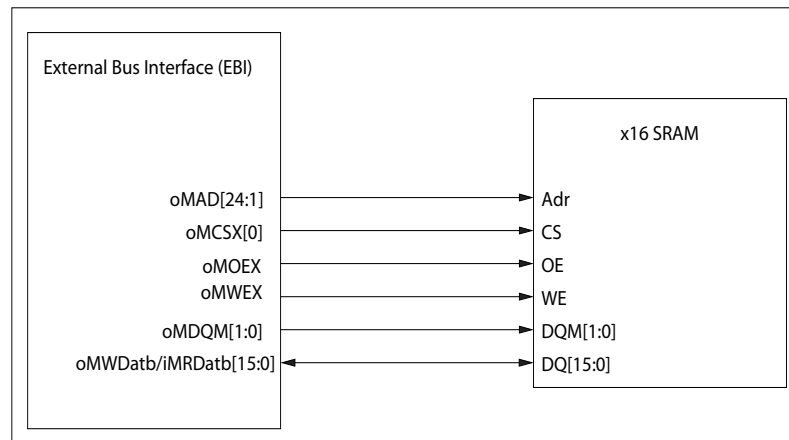 External Bus Interface (EBI)
x16 SRAM
oMAD[24:1]
Adr
oMCSX[0]
CS
oMOEX
OE
oMWEX
WE
oMDQM[1:0]
DQM[1:0]
oMWDatb/iMRDatb[15:0]
DQ[15:0]